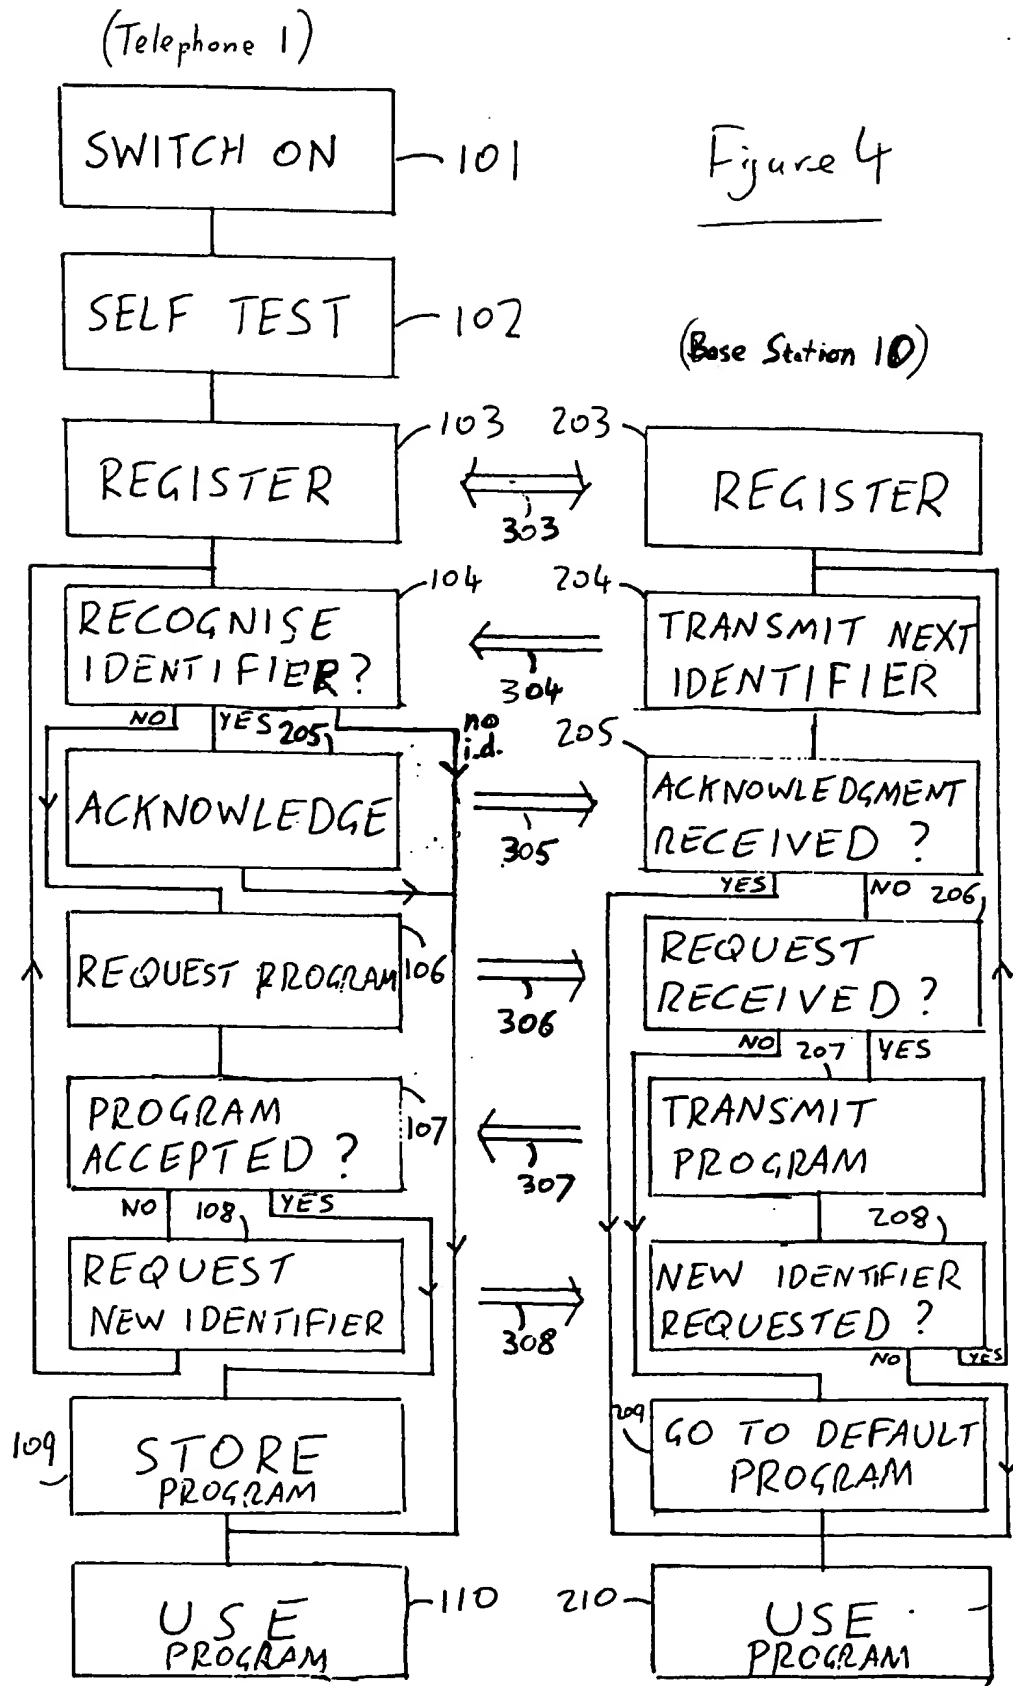 (Telephone 1)
SWITCH ON
101
Figure 4
SELF TEST
102
(Base Station 10)
103
203
REGISTER
REGISTER
303
104
204
RECOGNISE
IDENTIFIER?
304
TRANSMIT NEXT
IDENTIFIER
NO
YES
205
no
i.d.
205
ACKNOWLEDGE
305
ACKNOWLEDGMENT
RECEIVED ?
YES
NO
206
REQUEST PROGRAM
106
306
REQUEST
RECEIVED ?
NO
207
YES
PROGRAM
ACCEPTED ?
107
307
TRANSMIT
PROGRAM
NO
108
YES
208
REQUEST
NEW IDENTIFIER
308
NEW IDENTIFIER
REQUESTED ?
NO
YES
109
STORE
PROGRAM
209
GO TO DEFAULT
PROGRAM
USE
PROGRAM
110
210
USE
PROGRAM